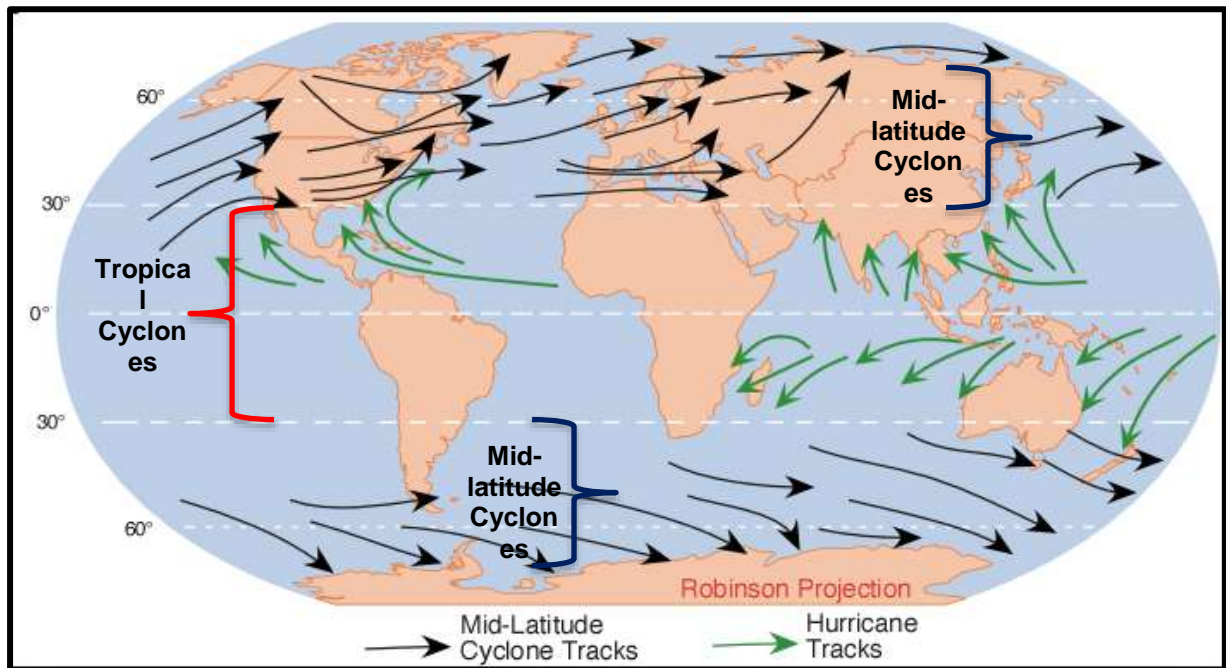 60°
30°
0°
30°
60°
Mid-
latitude
Cyclon
es
Tropica
l
Cyclon
es
Mid-
latitude
Cyclon
es
Robinson Projection
Mid-Latitude
Cyclone Tracks
Hurricane
Tracks